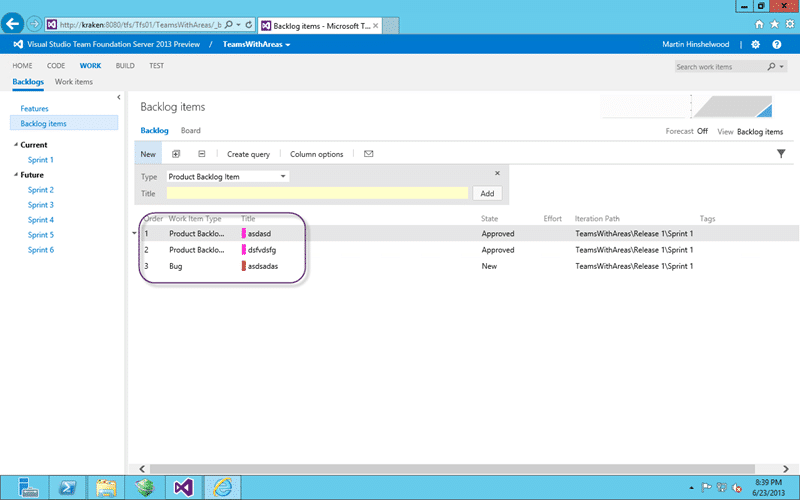 http://kraken:8080/tfs/Tfs01/TeamsWithAreas/_b
Backlog items - Microsoft T...
Visual Studio Team Foundation Server 2013 Preview / TeamsWithAreas
Martin Hinshelwood
HOME CODE WORK BUILD TEST
Search work items
Backlogs Work items
Features
Backlog items
Current
Sprint 1
Future
Sprint 2
Sprint 3
Sprint 4
Sprint 5
Sprint 6
Backlog items
Backlog Board
Forecast Off View Backlog items
New Create query Column options
Type Product Backlog Item
Title Add
Order Work Item Type Title State Effort Iteration Path Tags
1 Product Backlo... asdasd Approved TeamsWithAreas\Release 1\Sprint 1
2 Product Backlo... dsfvdsfg Approved TeamsWithAreas\Release 1\Sprint 1
3 Bug asdsadas New TeamsWithAreas\Release 1\Sprint 1
8:39 PM
6/23/2013